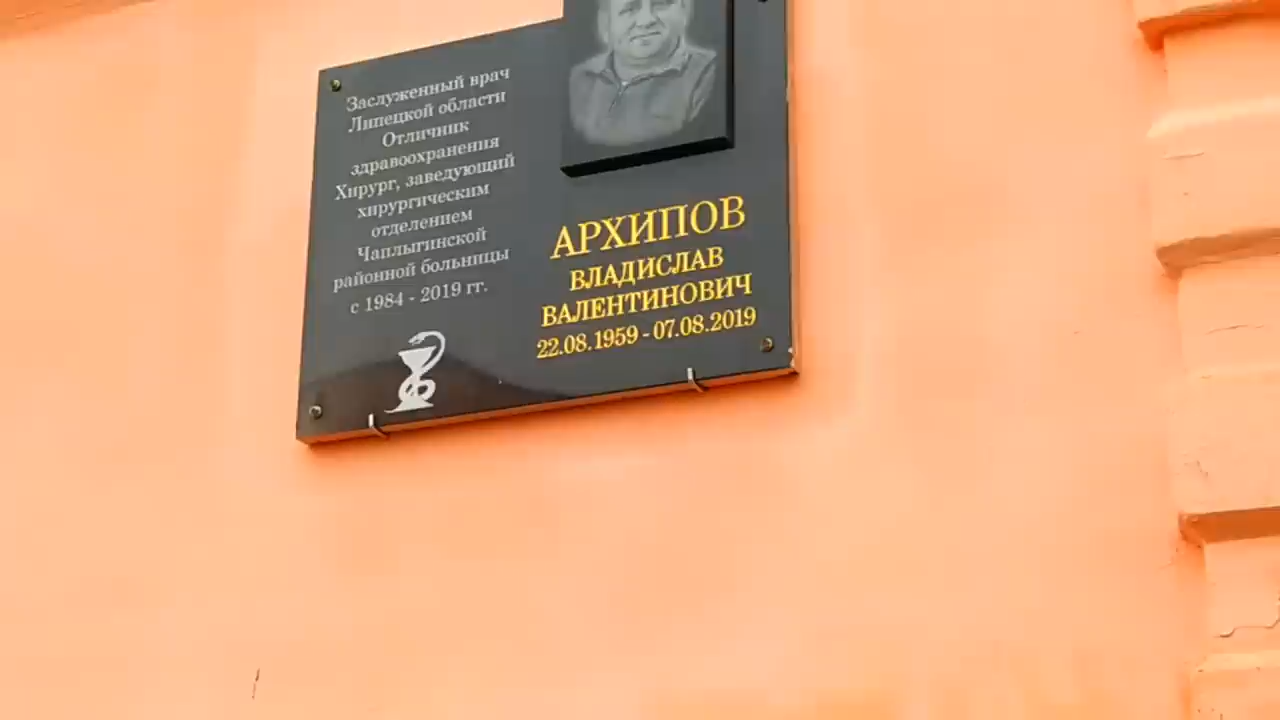 Заслуженный врач
Липецкой области
Отличник
здравоохранения
Хирург, заведующий
хирургическим
отделением
Чаплыгинской
районной больницы
с 1984 - 2019 гг.
АРХИПОВ
ВЛАДИСЛАВ
ВАЛЕНТИНОВИЧ
22.08.1959 - 07.08.2019